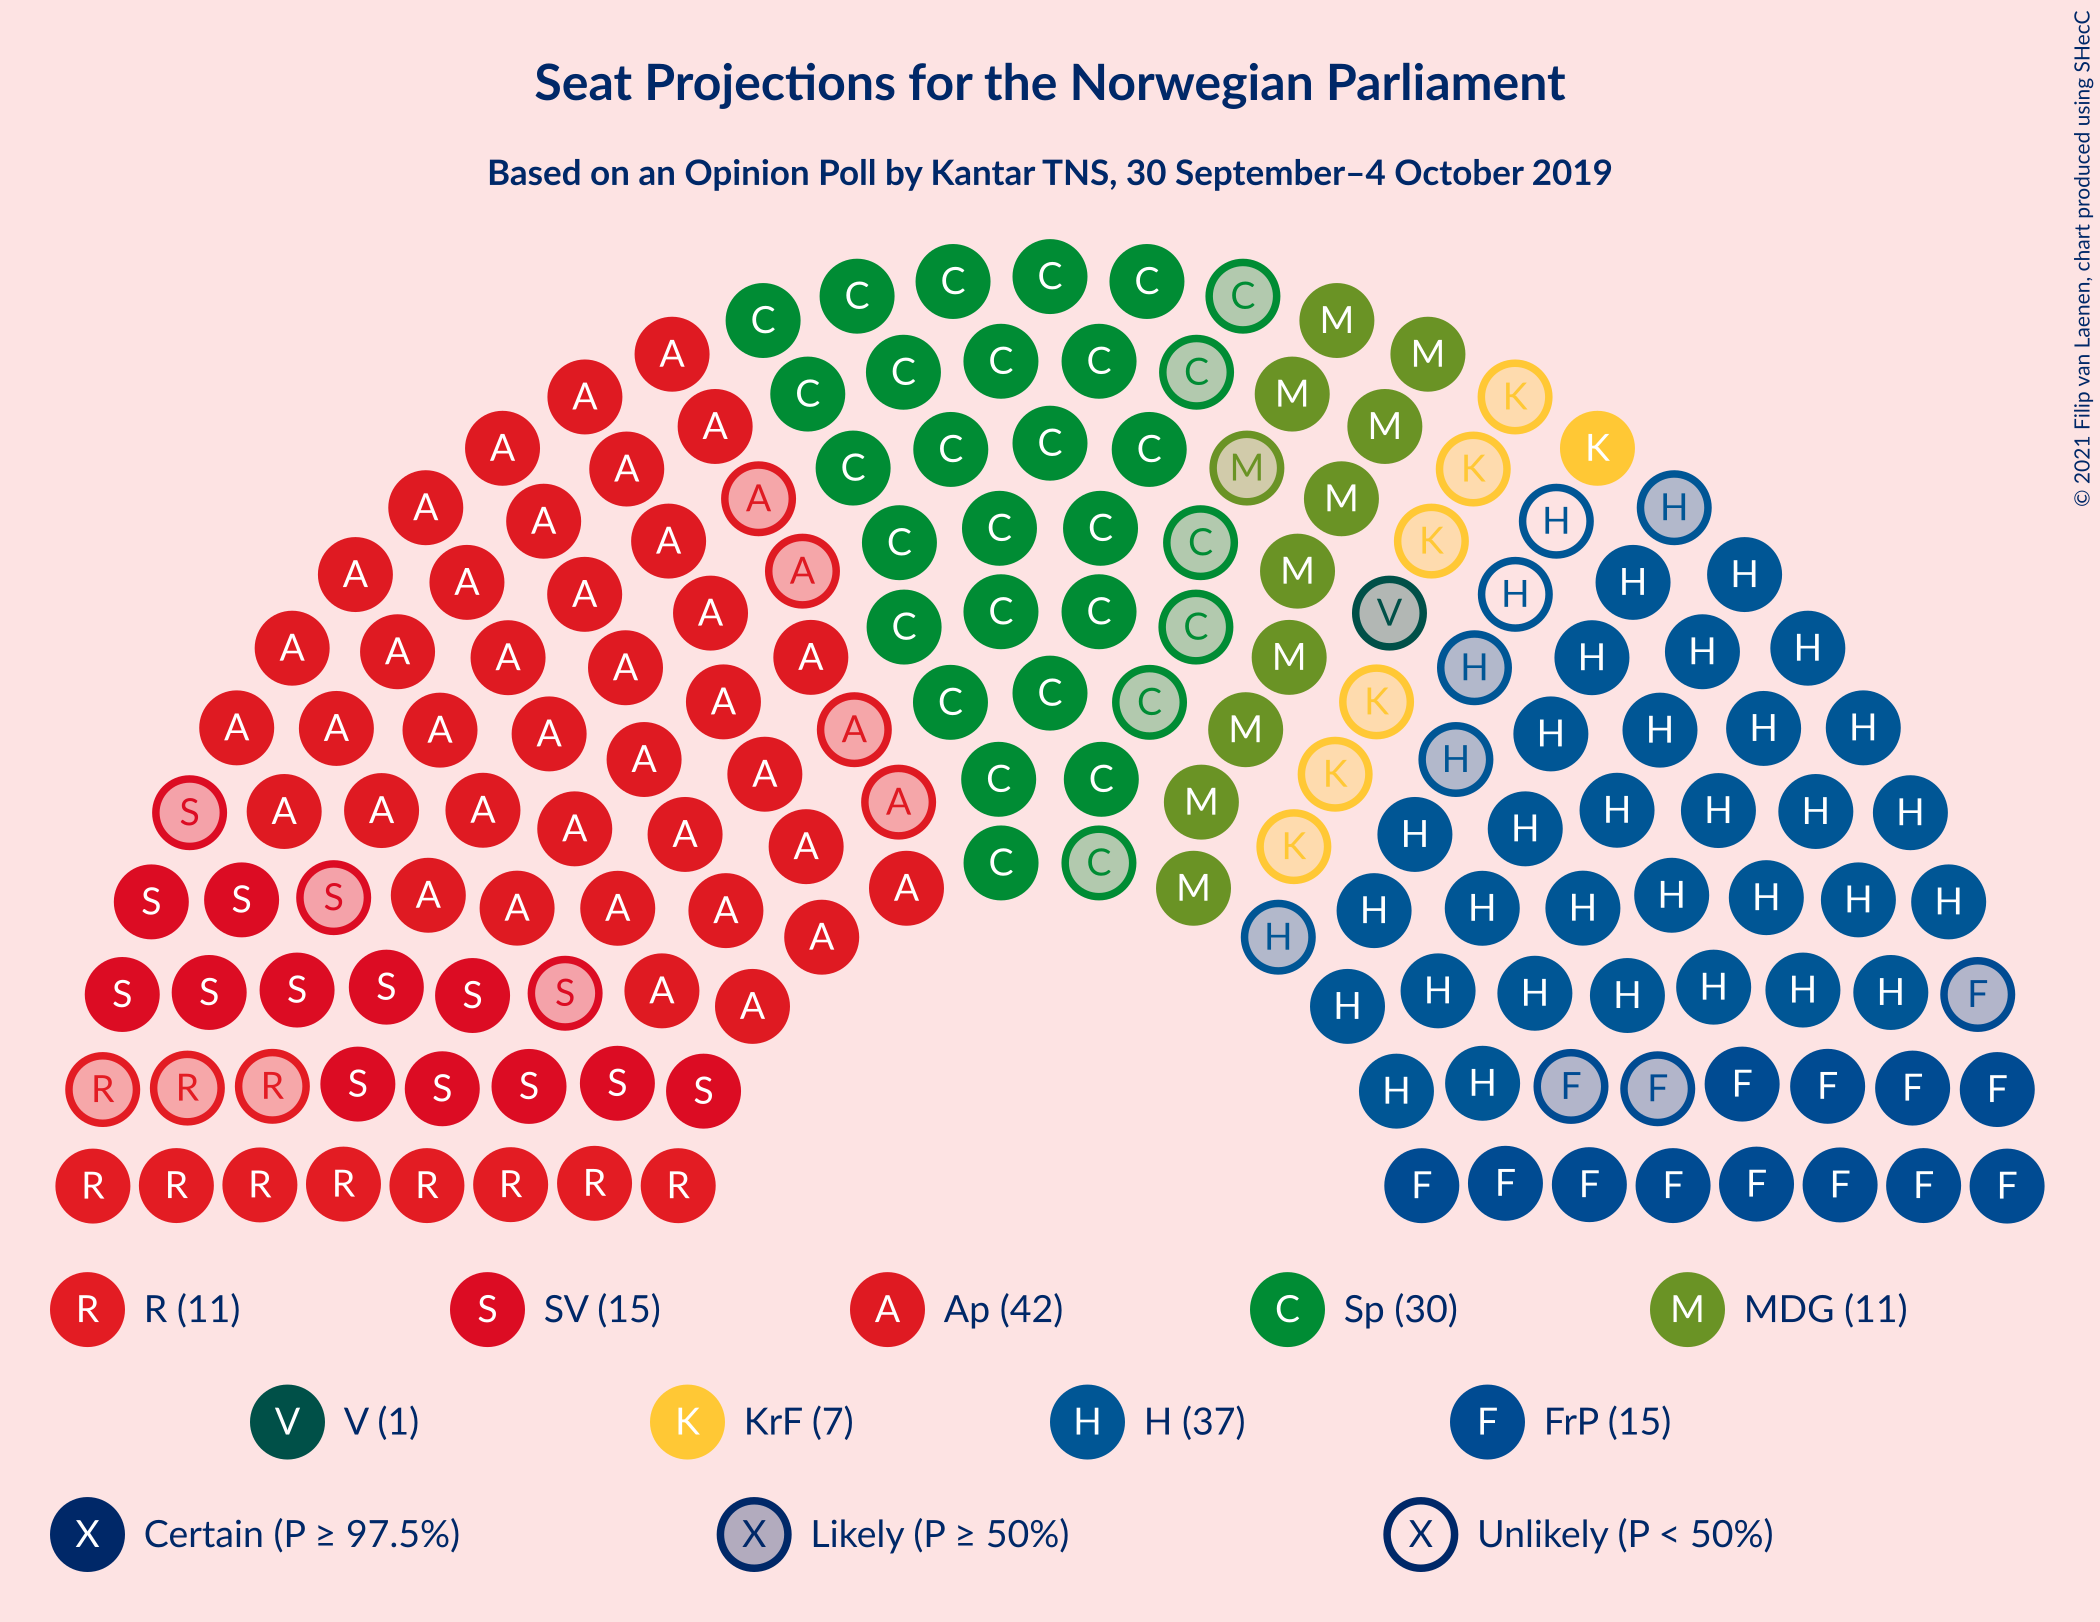 Seat Projections for the Norwegian Parliament
Based on an Opinion Poll by Kantar TNS, 30 September–4 October 2019
© 2021 Filip van Laenen, chart produced using SHecC
C C C C C C
A C M
A C C C C C M M
A A C M K
A A C C C C M M K K
A A A A C C C C M M K H H
A A A A C C C C M V H H H
A A A A A C C C M K H H H H
A A A A A A C C M K H H H H H
S A A A A A A A C C M K H H H H H H
S S S A A A A A A M H H H H H H H H
S S S S S S A A H H H H H H H F
R R R S S S S S H H F F F F F F
R R R R R R R R F F F F F F F F
R R (11) S SV (15) A Ap (42) C Sp (30) M MDG (11)
V V (1) K KrF (7) H H (37) F FrP (15)
X Certain (P ≥ 97.5%) X Likely (P ≥ 50%) X Unlikely (P < 50%)